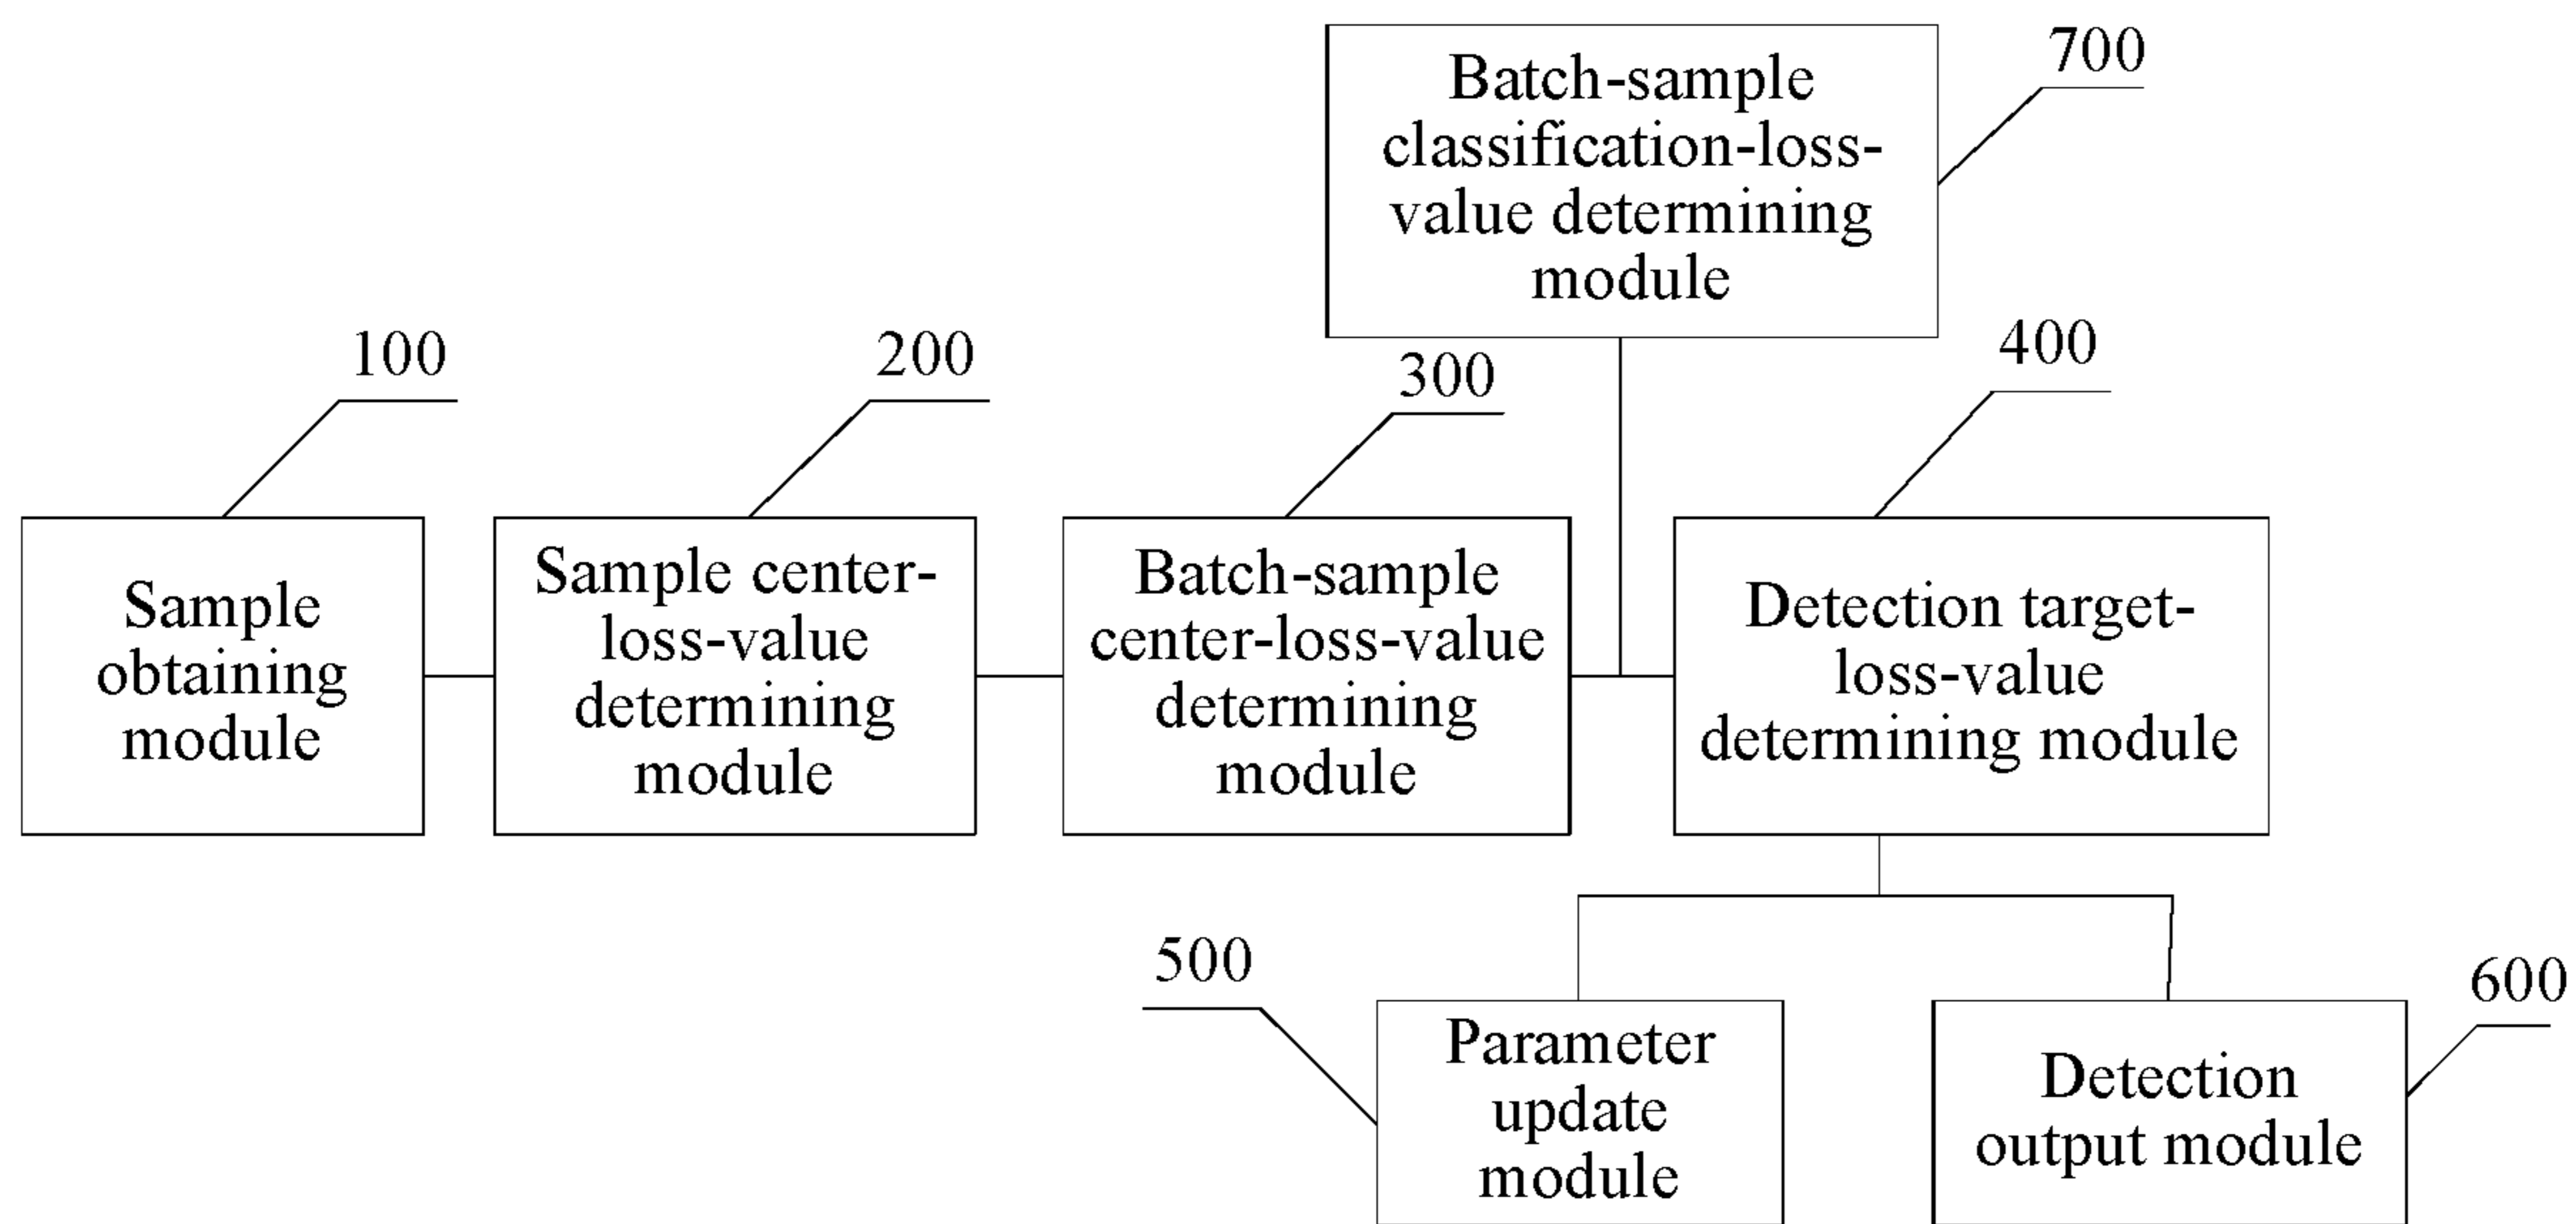 Batch-sample
classification-loss-
value determining
module
700
100
200
300
400
Sample
obtaining
module
Sample center-
loss-value
determining
module
Batch-sample
center-loss-value
determining
module
Detection target-
loss-value
determining module
500
Parameter
update
module
600
Detection
output module